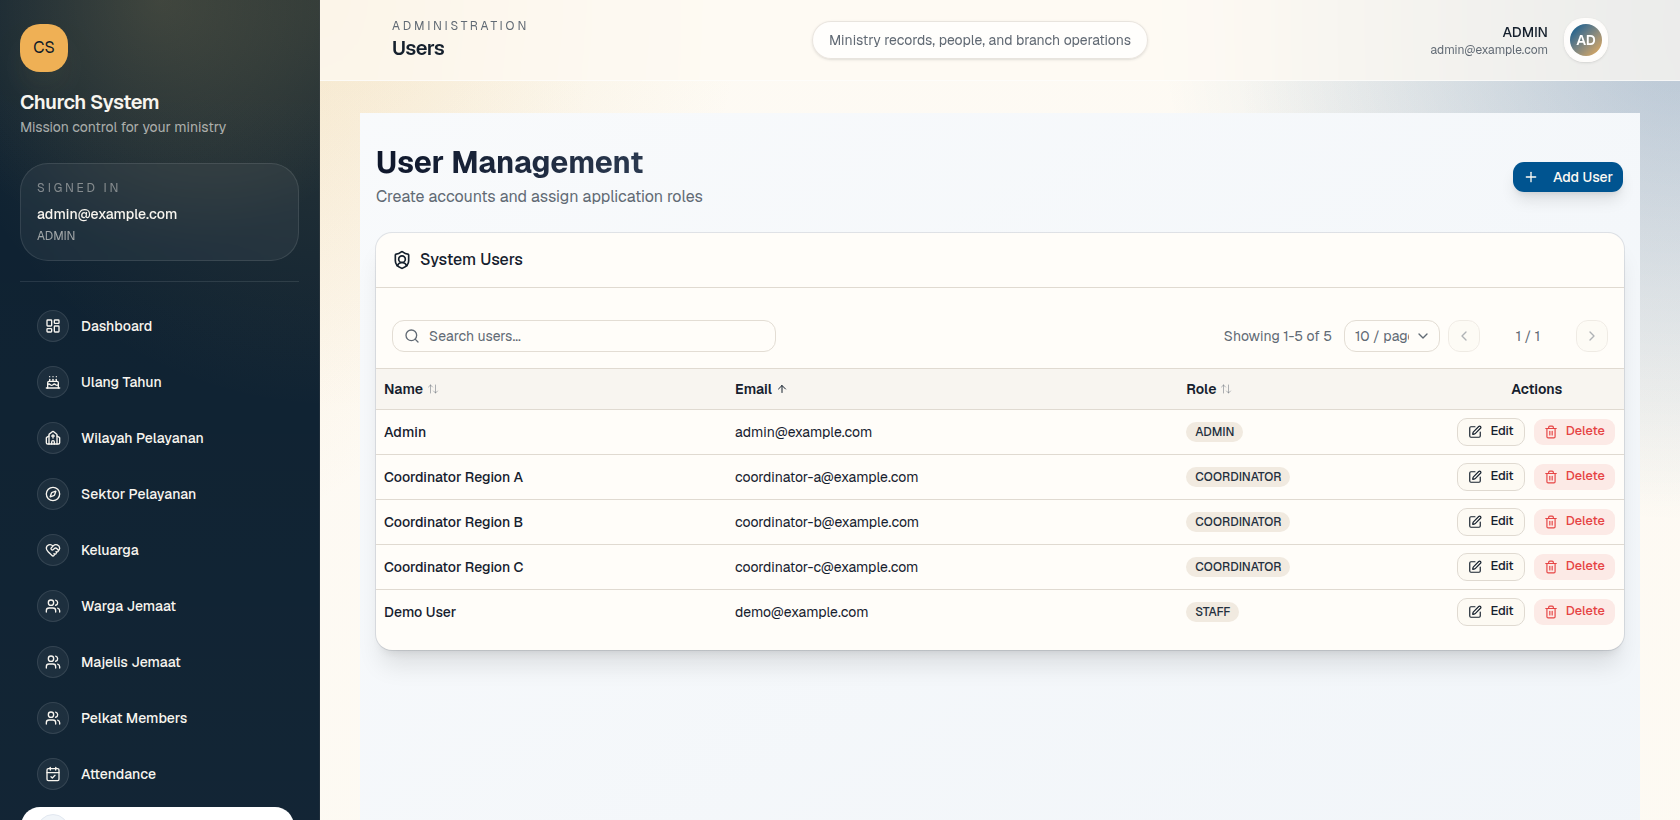 CS
Church System
Mission control for your ministry
SIGNED IN
admin@example.com
ADMIN
Dashboard
Ulang Tahun
Wilayah Pelayanan
Sektor Pelayanan
Keluarga
Warga Jemaat
Majelis Jemaat
Pelkat Members
Attendance
ADMINISTRATION
Users
Ministry records, people, and branch operations
ADMIN
admin@example.com
AD
User Management
Create accounts and assign application roles
Add User
System Users
Search users...
Showing 1-5 of 5
10 / page
1 / 1
Name Email Role Actions
Admin admin@example.com ADMIN Edit Delete
Coordinator Region A coordinator-a@example.com COORDINATOR Edit Delete
Coordinator Region B coordinator-b@example.com COORDINATOR Edit Delete
Coordinator Region C coordinator-c@example.com COORDINATOR Edit Delete
Demo User demo@example.com STAFF Edit Delete